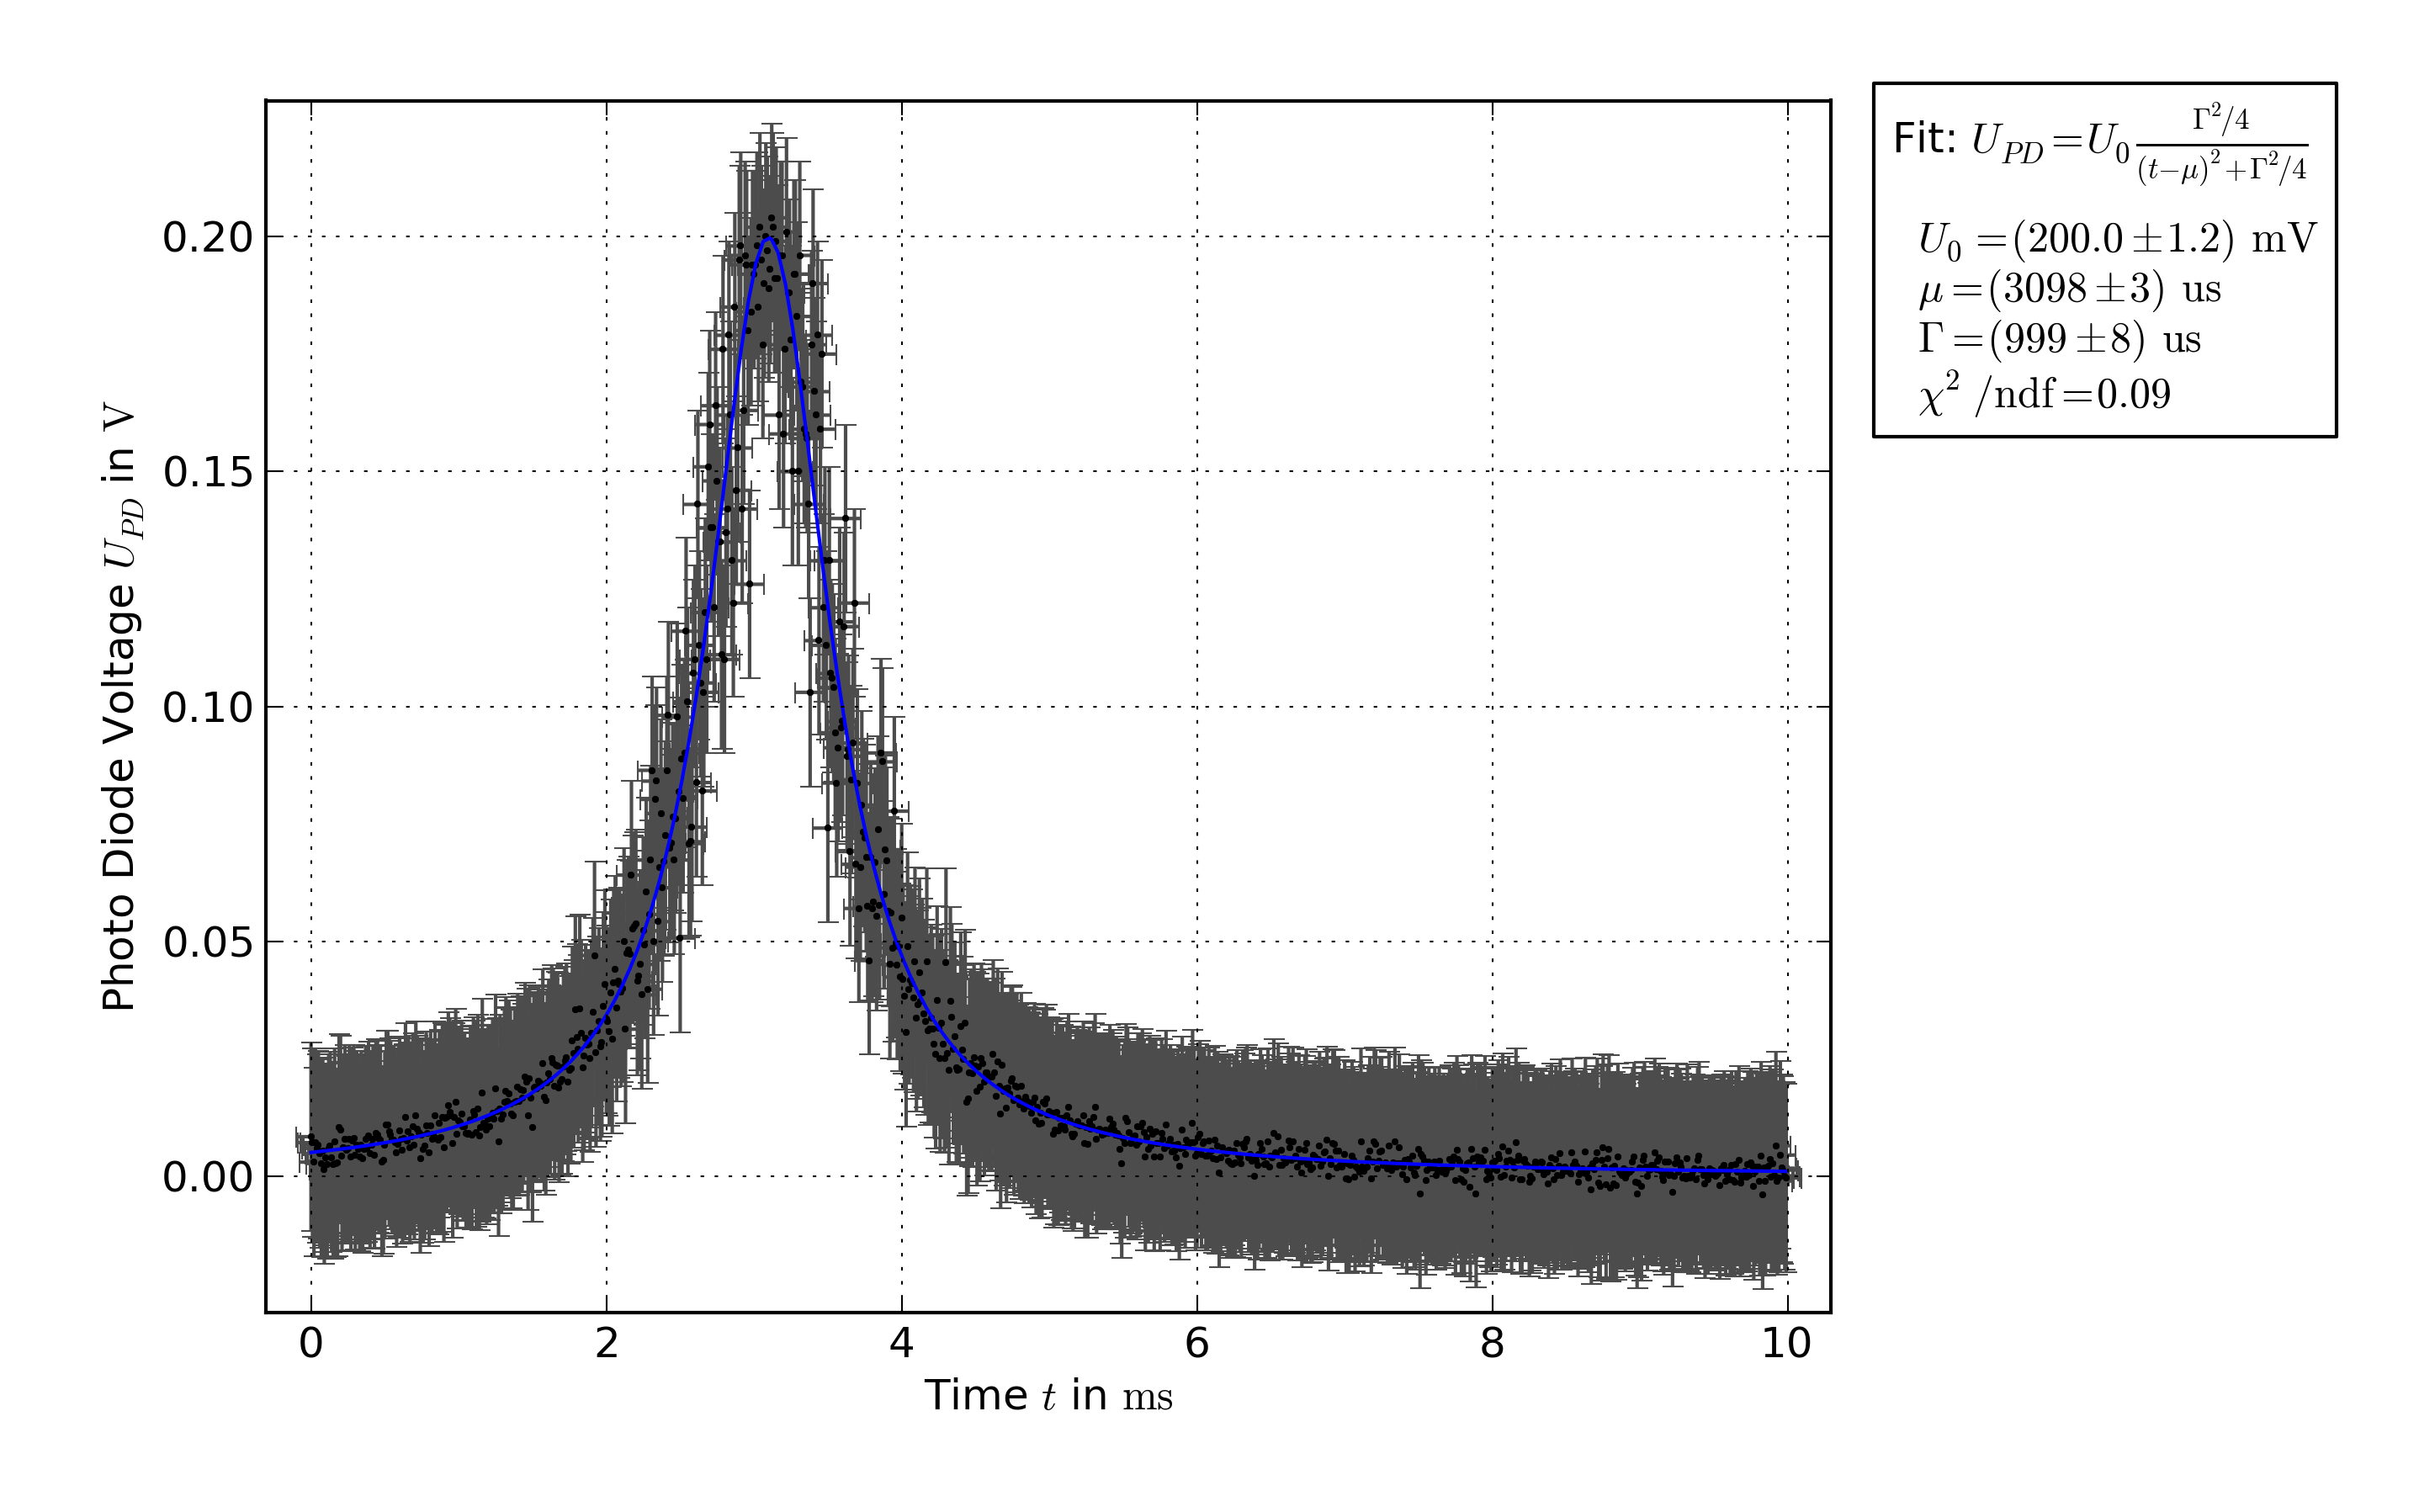 Fit: U_PD = U_0 Γ²/4 / ((t−μ)²+Γ²/4)
U_0 =(200.0±1.2) mV
μ=(3098±3) us
Γ=(999±8) us
χ² /ndf=0.09
Photo Diode Voltage U_PD in V
0.20
0.15
0.10
0.05
0.00
0 2 4 6 8 10
Time t in ms